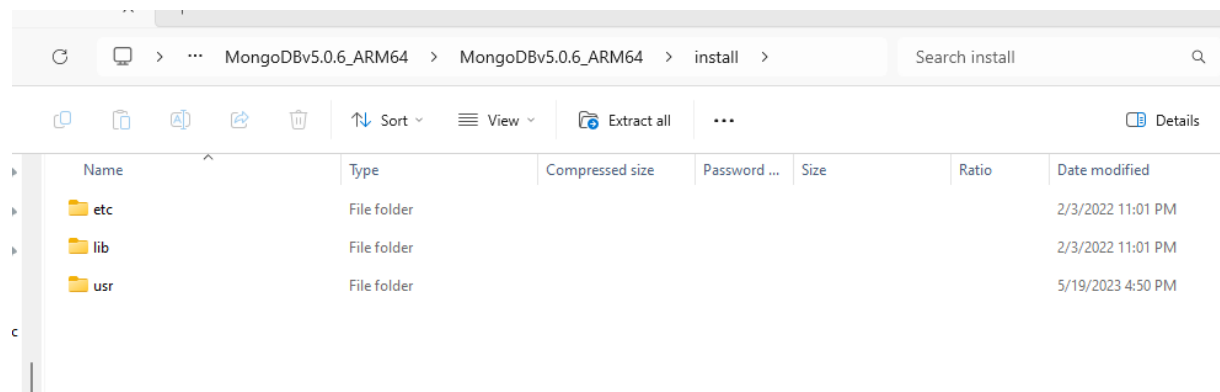 MongoDBv5.0.6_ARM64 > MongoDBv5.0.6_ARM64 > install >
Search install
Sort
View
Extract all
Details
Name Type Compressed size Password ... Size Ratio Date modified
etc File folder 2/3/2022 11:01 PM
lib File folder 2/3/2022 11:01 PM
usr File folder 5/19/2023 4:50 PM
c